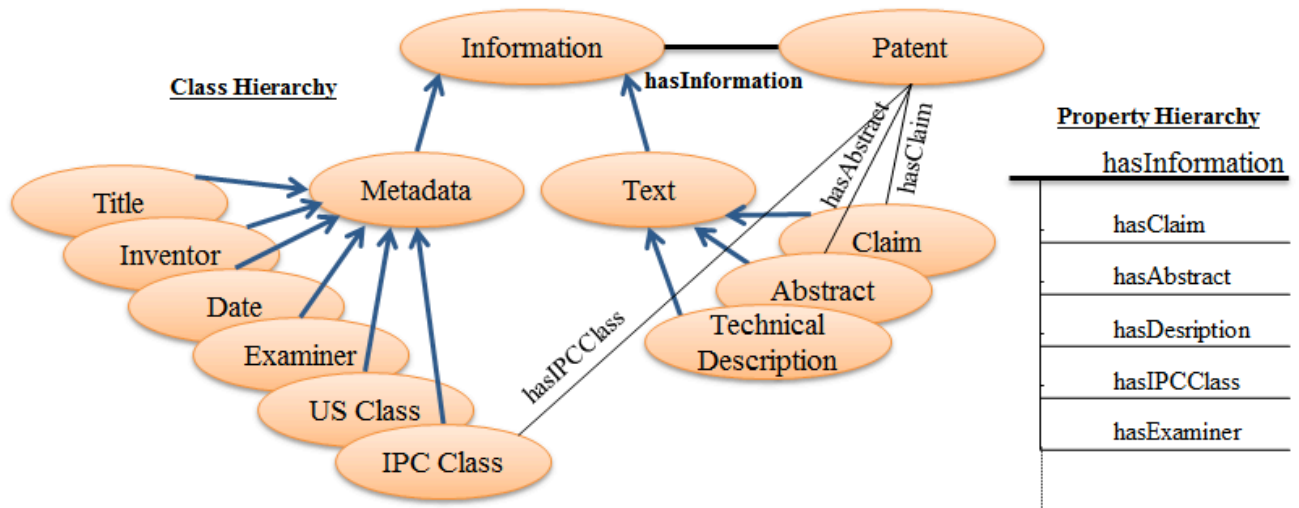 Information
Patent
Class Hierarchy
hasInformation
Property Hierarchy
hasInformation
Title
Metadata
Text
hasAbstract
hasClaim
Inventor
Claim
hasClaim
Date
Abstract
hasAbstract
Examiner
Technical
Description
hasDesription
hasIPCClass
US Class
hasIPCClass
IPC Class
hasExaminer